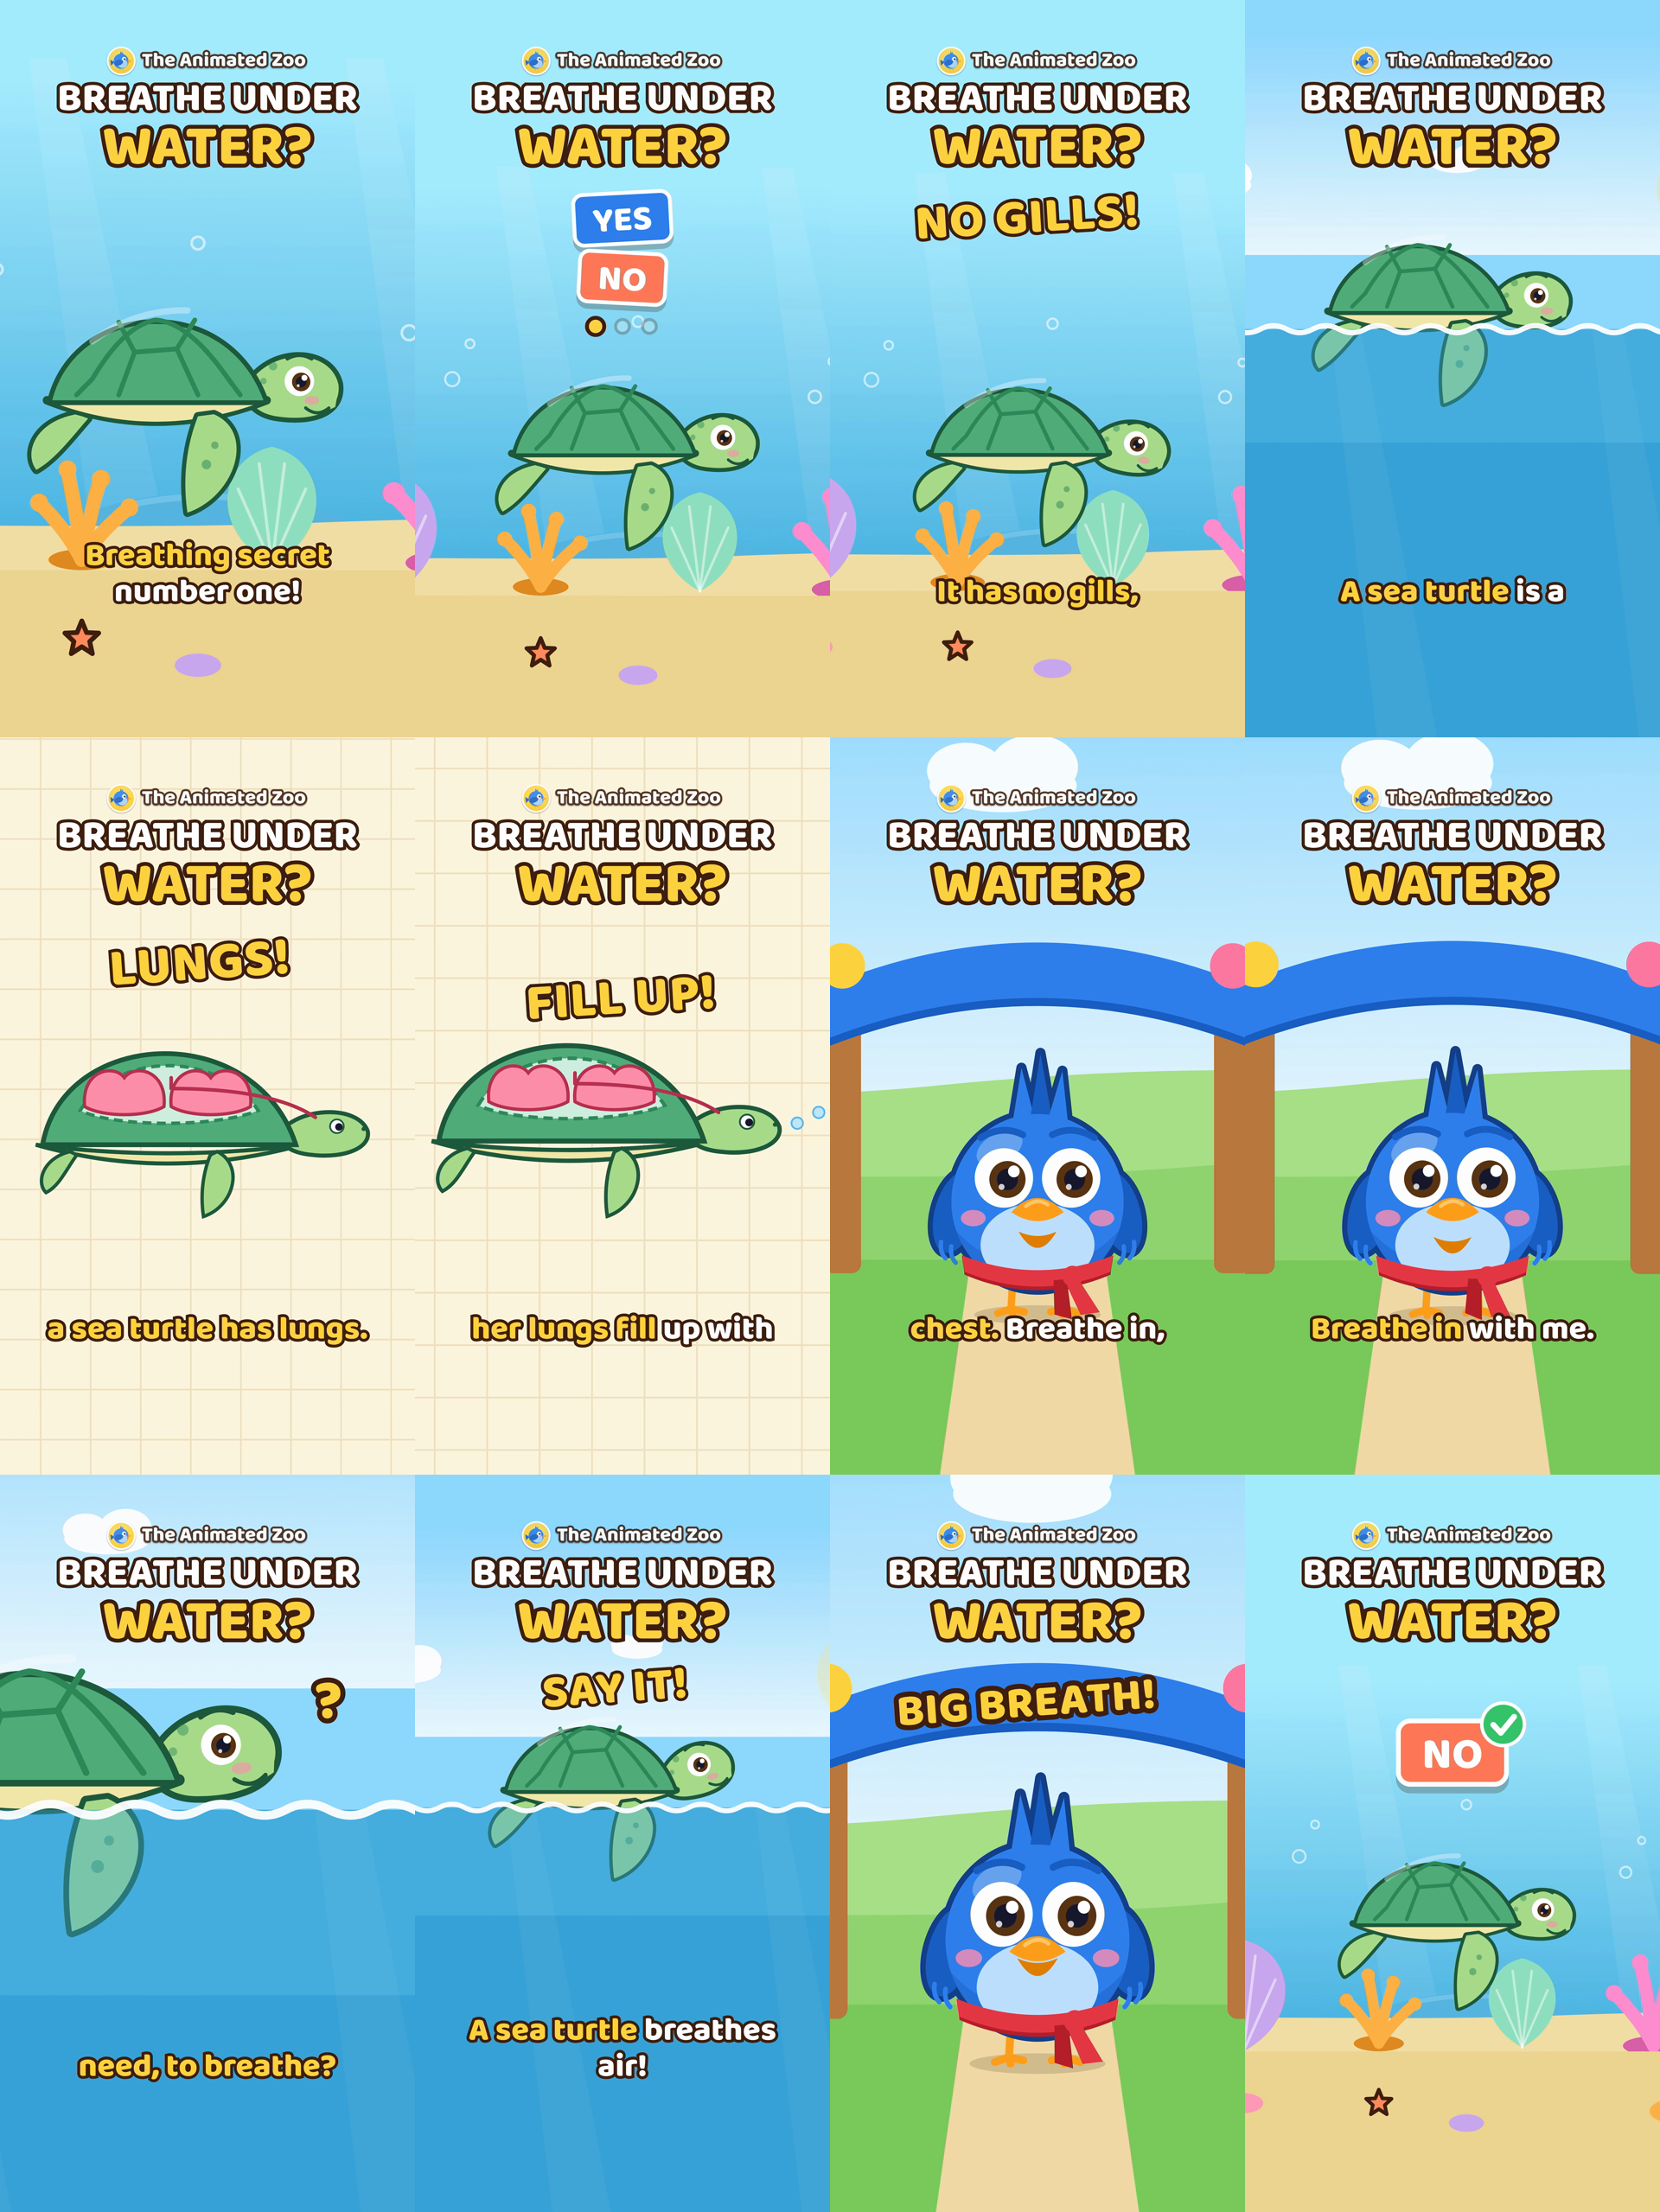 The Animated Zoo
BREATHE UNDER
WATER?
Breathing secret
number one!
The Animated Zoo
BREATHE UNDER
WATER?
YES
NO
The Animated Zoo
BREATHE UNDER
WATER?
NO GILLS!
It has no gills,
The Animated Zoo
BREATHE UNDER
WATER?
A sea turtle is a
The Animated Zoo
BREATHE UNDER
WATER?
LUNGS!
a sea turtle has lungs.
The Animated Zoo
BREATHE UNDER
WATER?
FILL UP!
her lungs fill up with
The Animated Zoo
BREATHE UNDER
WATER?
chest. Breathe in,
The Animated Zoo
BREATHE UNDER
WATER?
Breathe in with me.
The Animated Zoo
BREATHE UNDER
WATER?
?
need, to breathe?
The Animated Zoo
BREATHE UNDER
WATER?
SAY IT!
A sea turtle breathes
air!
The Animated Zoo
BREATHE UNDER
WATER?
BIG BREATH!
The Animated Zoo
BREATHE UNDER
WATER?
NO